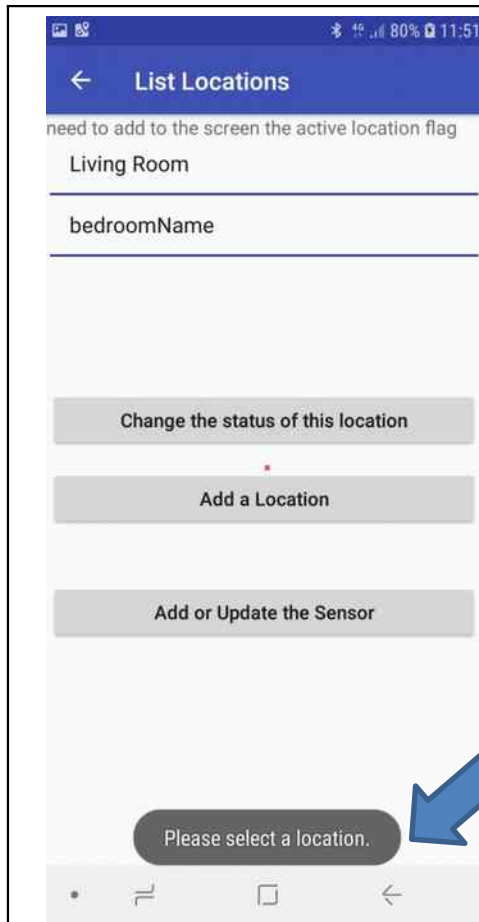 4G 80% 11:51
List Locations
need to add to the screen the active location flag
Living Room
bedroomName
Change the status of this location
Add a Location
Add or Update the Sensor
Please select a location.